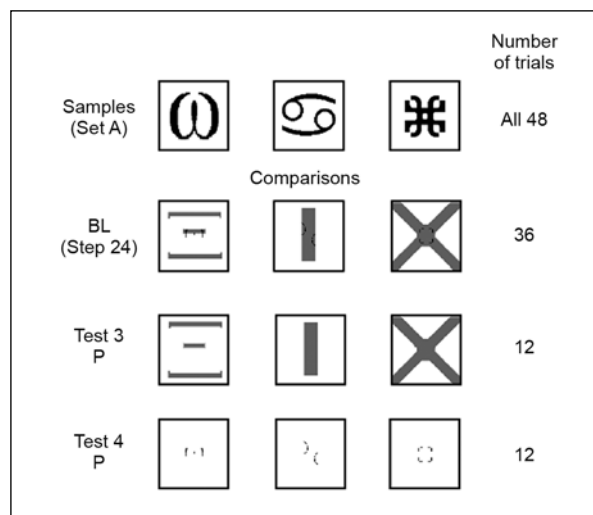 Number
of trials
Samples
(Set A)
All 48
Comparisons
BL
(Step 24)
36
Test 3
P
12
Test 4
P
12